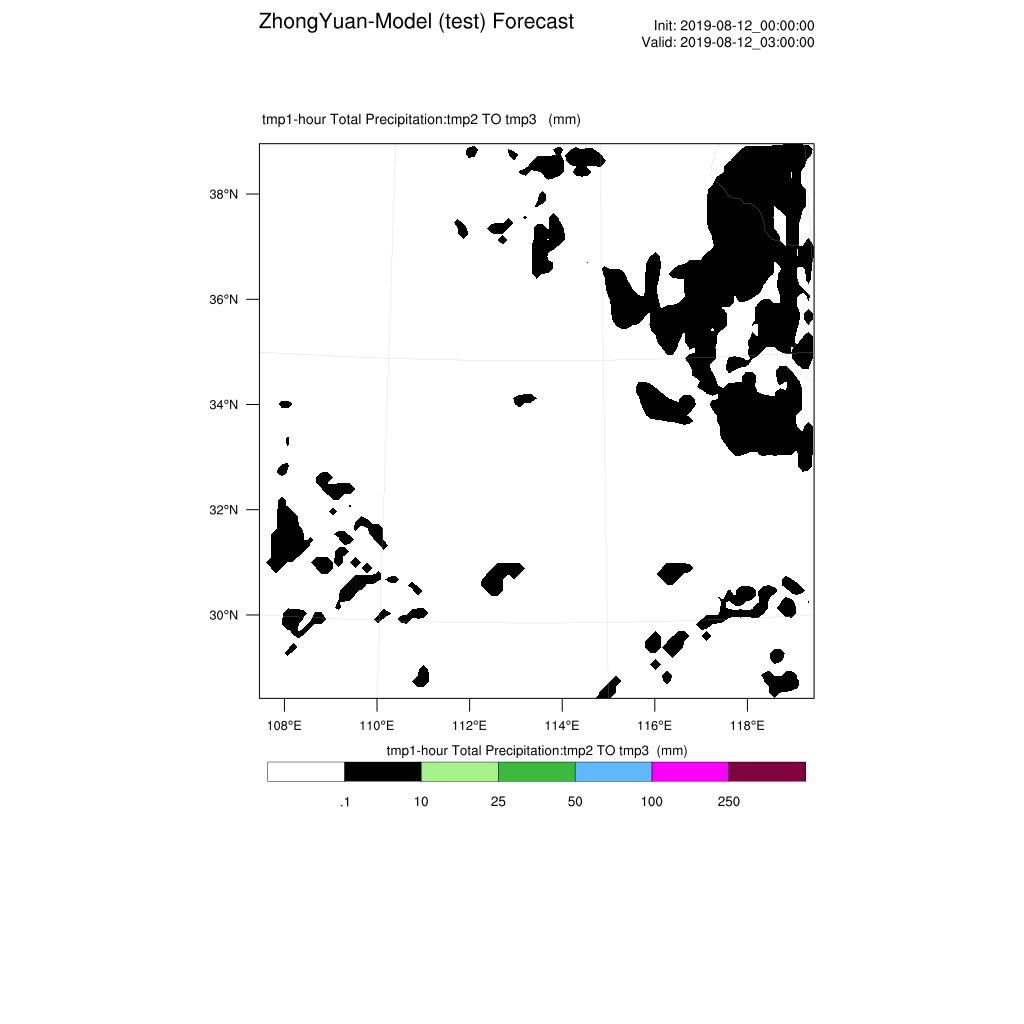 ZhongYuan-Model (test) Forecast
Init: 2019-08-12_00:00:00
Valid: 2019-08-12_03:00:00
tmp1-hour Total Precipitation:tmp2 TO tmp3 (mm)
38°N
36°N
34°N
32°N
30°N
108°E 110°E 112°E 114°E 116°E 118°E
tmp1-hour Total Precipitation:tmp2 TO tmp3 (mm)
.1 10 25 50 100 250